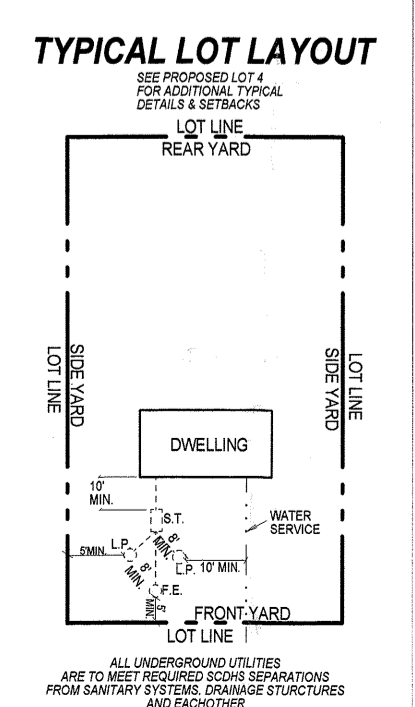 TYPICAL LOT LAYOUT
SEE PROPOSED LOT 4
FOR ADDITIONAL TYPICAL
DETAILS & SETBACKS
LOT LINE
REAR YARD
LOT LINE
SIDE YARD
SIDE YARD
LOT LINE
DWELLING
10'
MIN.
S.T.
WATER
SERVICE
L.P.
8'
MIN.
5'MIN.
L.P.
10' MIN.
8'
MIN.
F.E.
5'
MIN.
FRONT YARD
LOT LINE
ALL UNDERGROUND UTILITIES
ARE TO MEET REQUIRED SCDHS SEPARATIONS
FROM SANITARY SYSTEMS, DRAINAGE STURCTURES
AND EACHOTHER